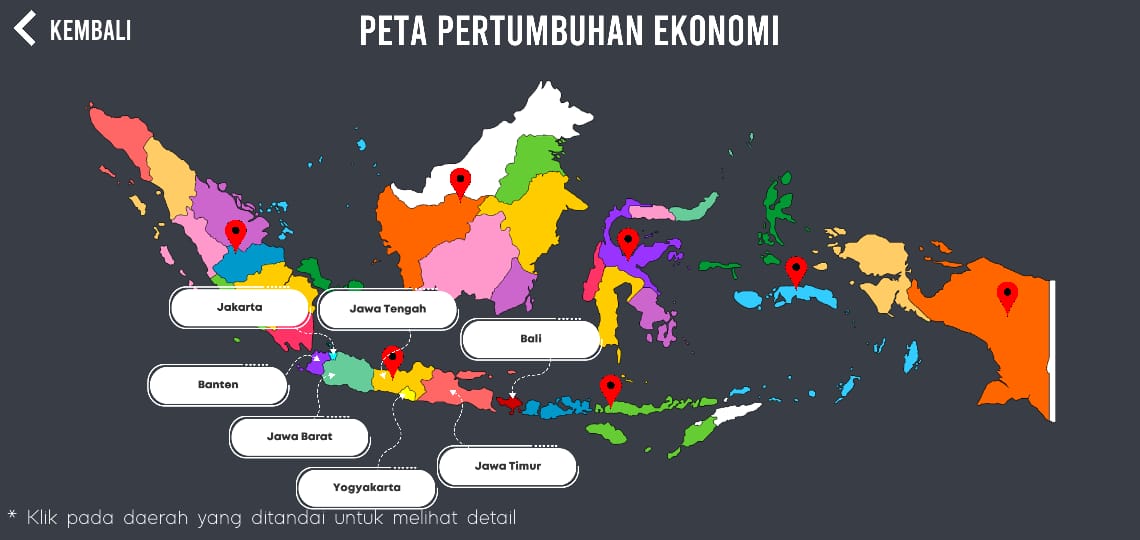 KEMBALI
PETA PERTUMBUHAN EKONOMI
Jakarta
Jawa Tengah
Bali
Banten
Jawa Barat
Jawa Timur
Yogyakarta
* Klik pada daerah yang ditandai untuk melihat detail